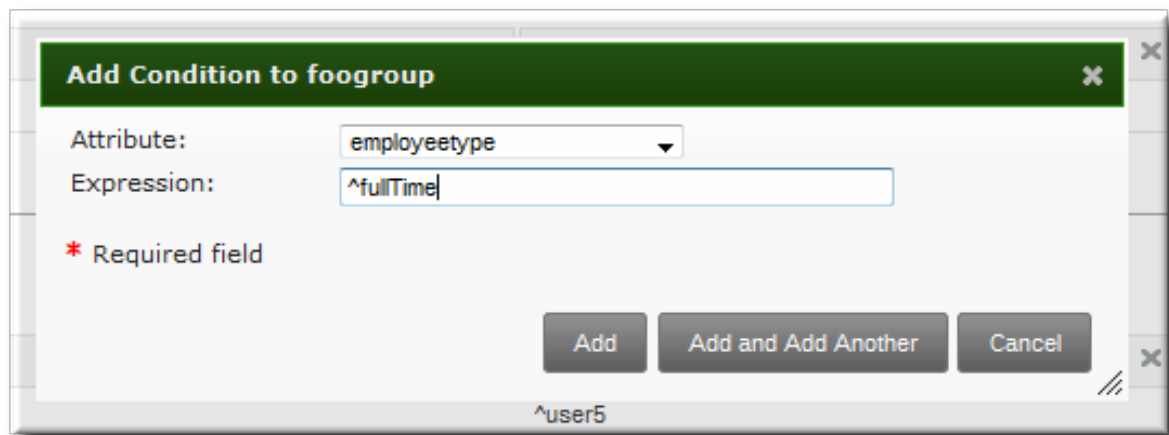 Add Condition to foogroup
Attribute: employeetype
Expression: ^fullTime
* Required field
Add Add and Add Another Cancel
^user5